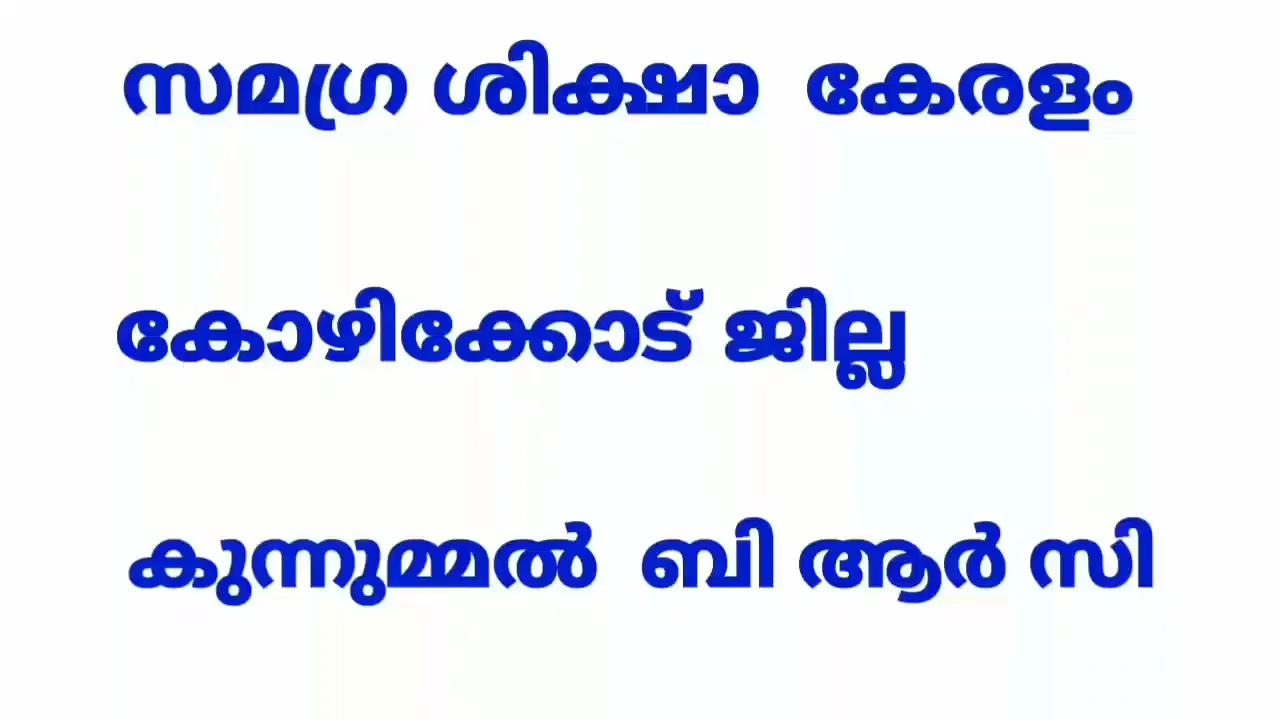 സമഗ്ര ശിക്ഷാ കേരളം
കോഴിക്കോട് ജില്ല
കുന്നുമ്മൽ ബി ആർ സി